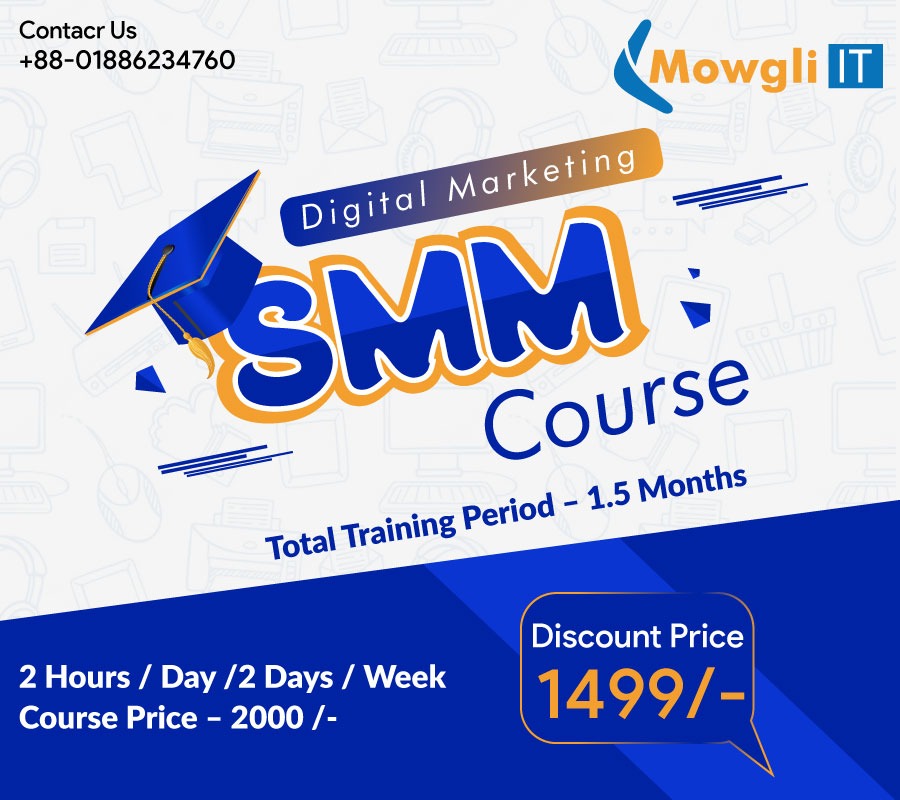 Contacr Us
+88-01886234760
Mowgli IT
Digital Marketing
SMM
Course
Total Training Period – 1.5 Months
2 Hours / Day /2 Days / Week
Course Price – 2000 /-
Discount Price
1499/-